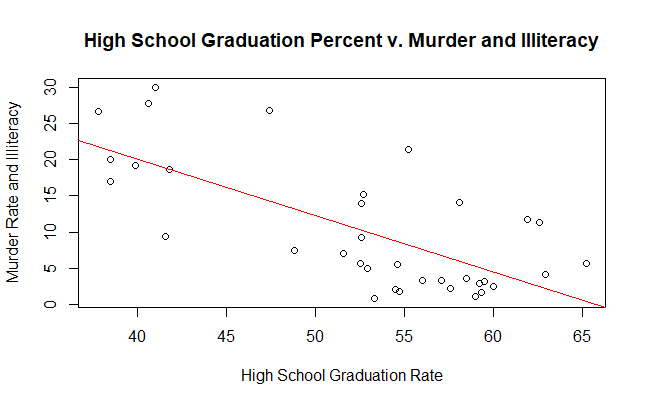 High School Graduation Percent v. Murder and Illiteracy
Murder Rate and Illiteracy
30
25
20
15
10
5
0
40 45 50 55 60 65
High School Graduation Rate